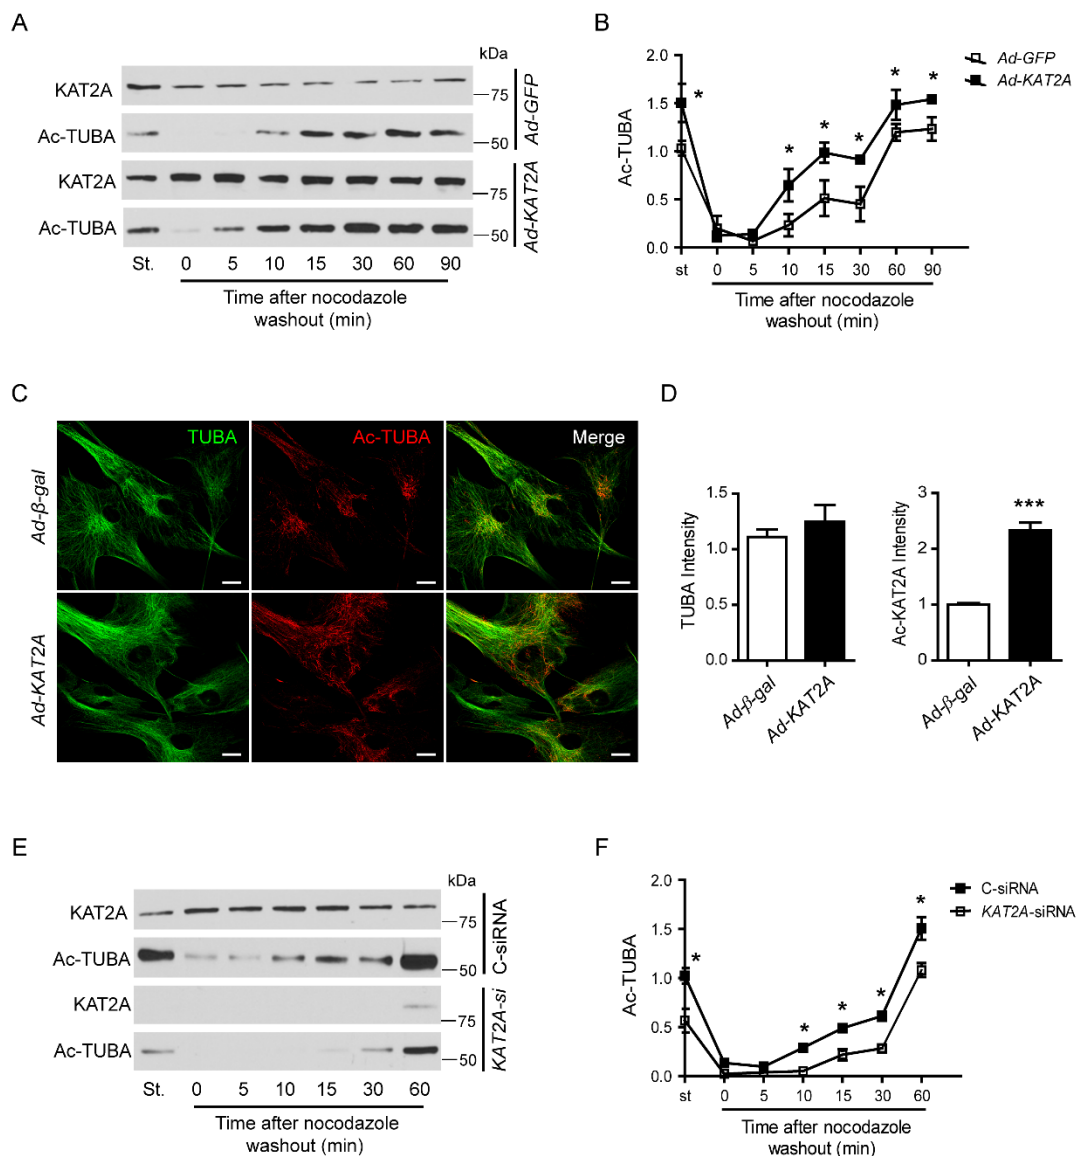 A
kDa
KAT2A
75
Ac-TUBA
50
Ad-GFP
KAT2A
75
Ac-TUBA
50
Ad-KAT2A
St. 0 5 10 15 30 60 90
Time after nocodazole
washout (min)
B
Ad-GFP
Ad-KAT2A
Ac-TUBA
2.0
1.5
1.0
0.5
0.0
* * * * * *
st 0 5 10 15 30 60 90
Time after nocodazole
washout (min)
C
TUBA Ac-TUBA Merge
Ad-β-gal
Ad-KAT2A
D
TUBA Intensity
1.5
1.0
0.5
0.0
Ad-β-gal
Ad-KAT2A
Ac-KAT2A Intensity
3
2
1
0
***
Ad-β-gal
Ad-KAT2A
E
kDa
KAT2A
75
Ac-TUBA
50
C-siRNA
KAT2A
75
Ac-TUBA
50
KAT2A-si
St. 0 5 10 15 30 60
Time after nocodazole
washout (min)
F
C-siRNA
KAT2A-siRNA
Ac-TUBA
2.0
1.5
1.0
0.5
0.0
* * * * *
st 0 5 10 15 30 60
Time after nocodazole
washout (min)